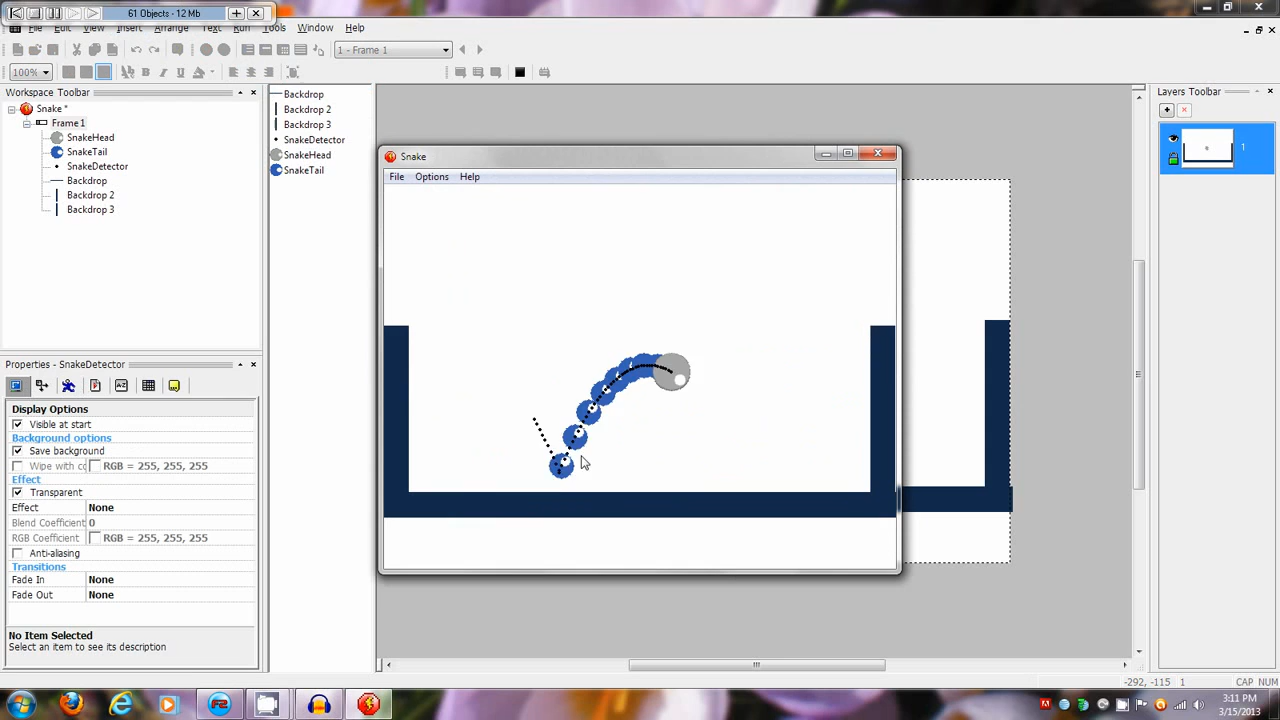 61 Objects - 12 Mb
File Edit View Insert Arrange Text Run Tools Window Help
1 - Frame 1
100%
B I U
Workspace Toolbar
Snake *
Frame 1
SnakeHead
SnakeTail
SnakeDetector
Backdrop
Backdrop 2
Backdrop 3
Backdrop
Backdrop 2
Backdrop 3
SnakeDetector
SnakeHead
SnakeTail
Snake
File Options Help
Layers Toolbar
1
Properties - SnakeDetector
Display Options
Visible at start
Background options
Save background
Wipe with co RGB = 255, 255, 255
Effect
Transparent
Effect None
Blend Coefficient 0
RGB Coefficient RGB = 255, 255, 255
Anti-aliasing
Transitions
Fade In None
Fade Out None
No Item Selected
Select an item to see its description
-292, -115 1 CAP NUM
3:11 PM
3/15/2013